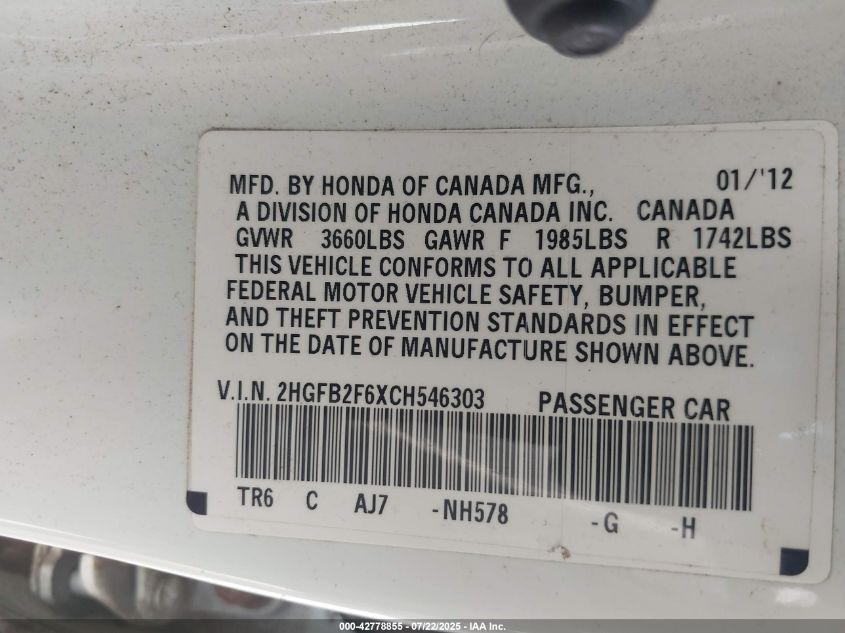 MFD. BY HONDA OF CANADA MFG., 01/'12
A DIVISION OF HONDA CANADA INC. CANADA
GVWR 3660LBS GAWR F 1985LBS R 1742LBS
THIS VEHICLE CONFORMS TO ALL APPLICABLE
FEDERAL MOTOR VEHICLE SAFETY, BUMPER,
AND THEFT PREVENTION STANDARDS IN EFFECT
ON THE DATE OF MANUFACTURE SHOWN ABOVE.
V.I.N. 2HGFB2F6XCH546303 PASSENGER CAR
TR6 C AJ7 -NH578 -G -H
000-42778855 - 07/22/2025 - IAA Inc.